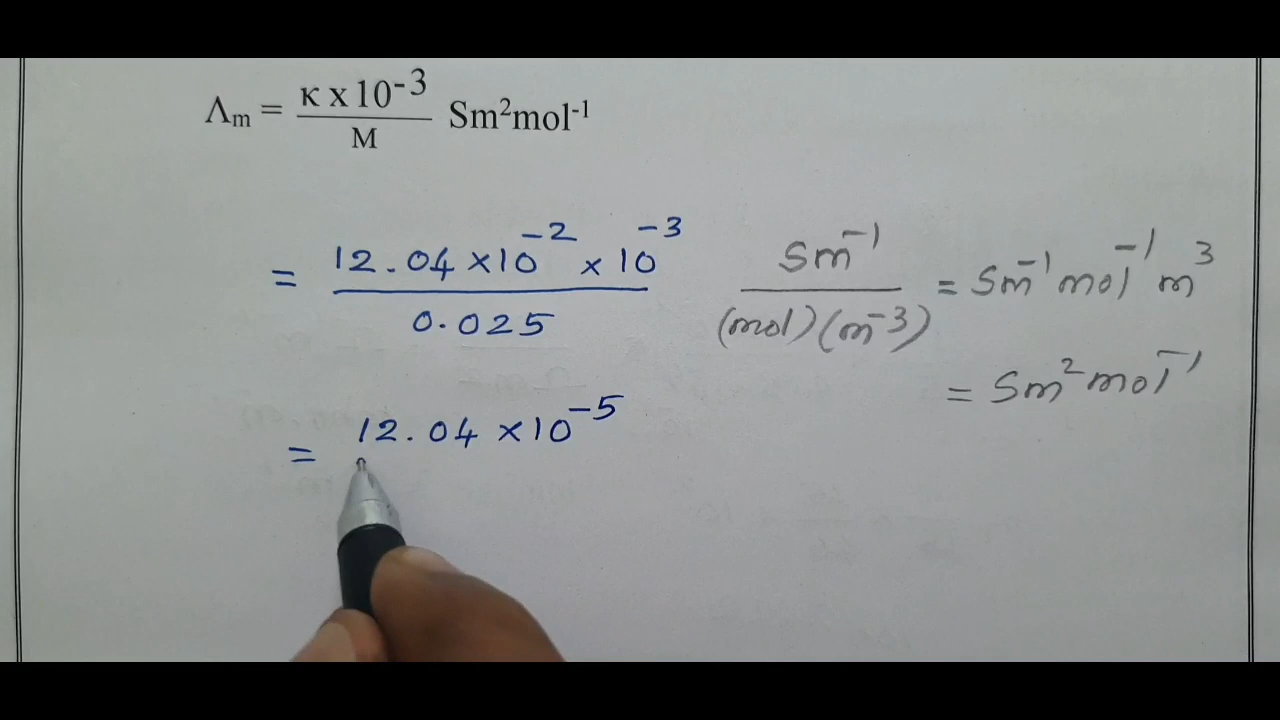 Λm = κ x 10⁻³ / M Sm²mol⁻¹
= 12.04 ×10⁻² × 10⁻³ / 0.025
Sm⁻¹ / (mol)(m⁻³) = Sm⁻¹ mol⁻¹ m³
= Sm² mol⁻¹
= 12.04 ×10⁻⁵